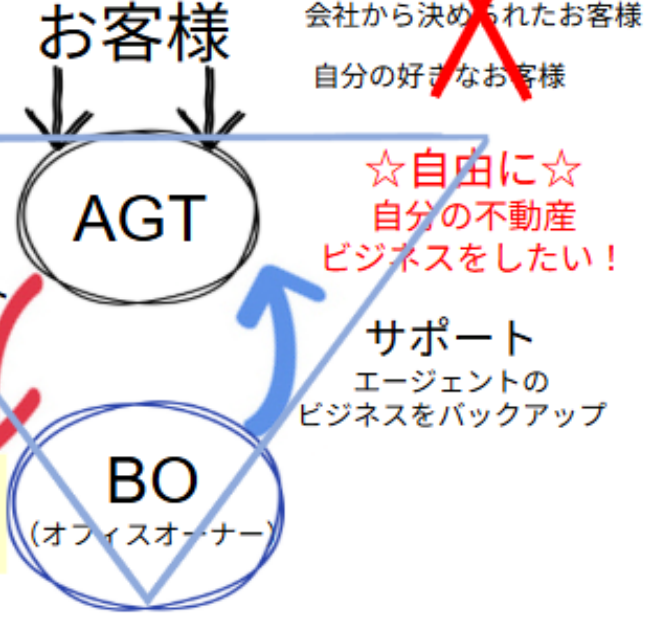 お客様
会社から決められたお客様
自分の好きなお客様
AGT
☆自由に☆
自分の不動産
ビジネスをしたい！
サポート
エージェントの
ビジネスをバックアップ
BO
（オフィスオーナー）